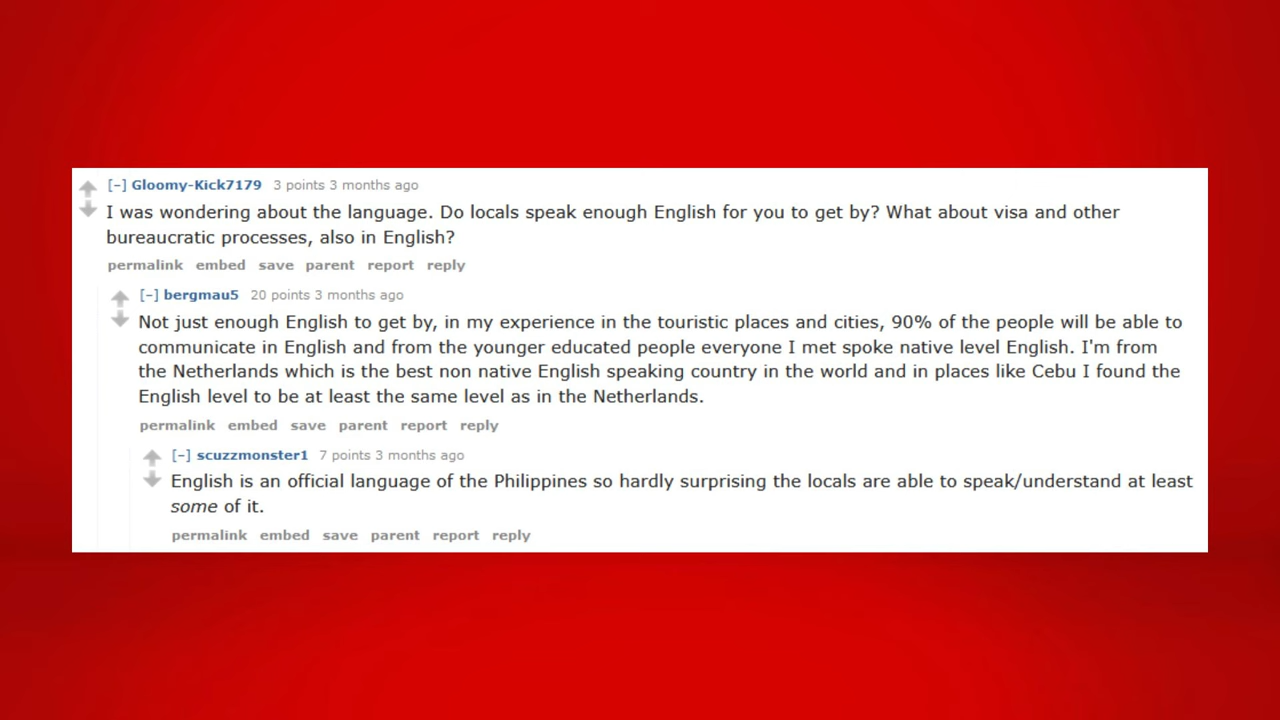 [–] Gloomy-Kick7179 3 points 3 months ago
I was wondering about the language. Do locals speak enough English for you to get by? What about visa and other
bureaucratic processes, also in English?
permalink embed save parent report reply
[–] bergmau5 20 points 3 months ago
Not just enough English to get by, in my experience in the touristic places and cities, 90% of the people will be able to
communicate in English and from the younger educated people everyone I met spoke native level English. I'm from
the Netherlands which is the best non native English speaking country in the world and in places like Cebu I found the
English level to be at least the same level as in the Netherlands.
permalink embed save parent report reply
[–] scuzzmonster1 7 points 3 months ago
English is an official language of the Philippines so hardly surprising the locals are able to speak/understand at least
some of it.
permalink embed save parent report reply